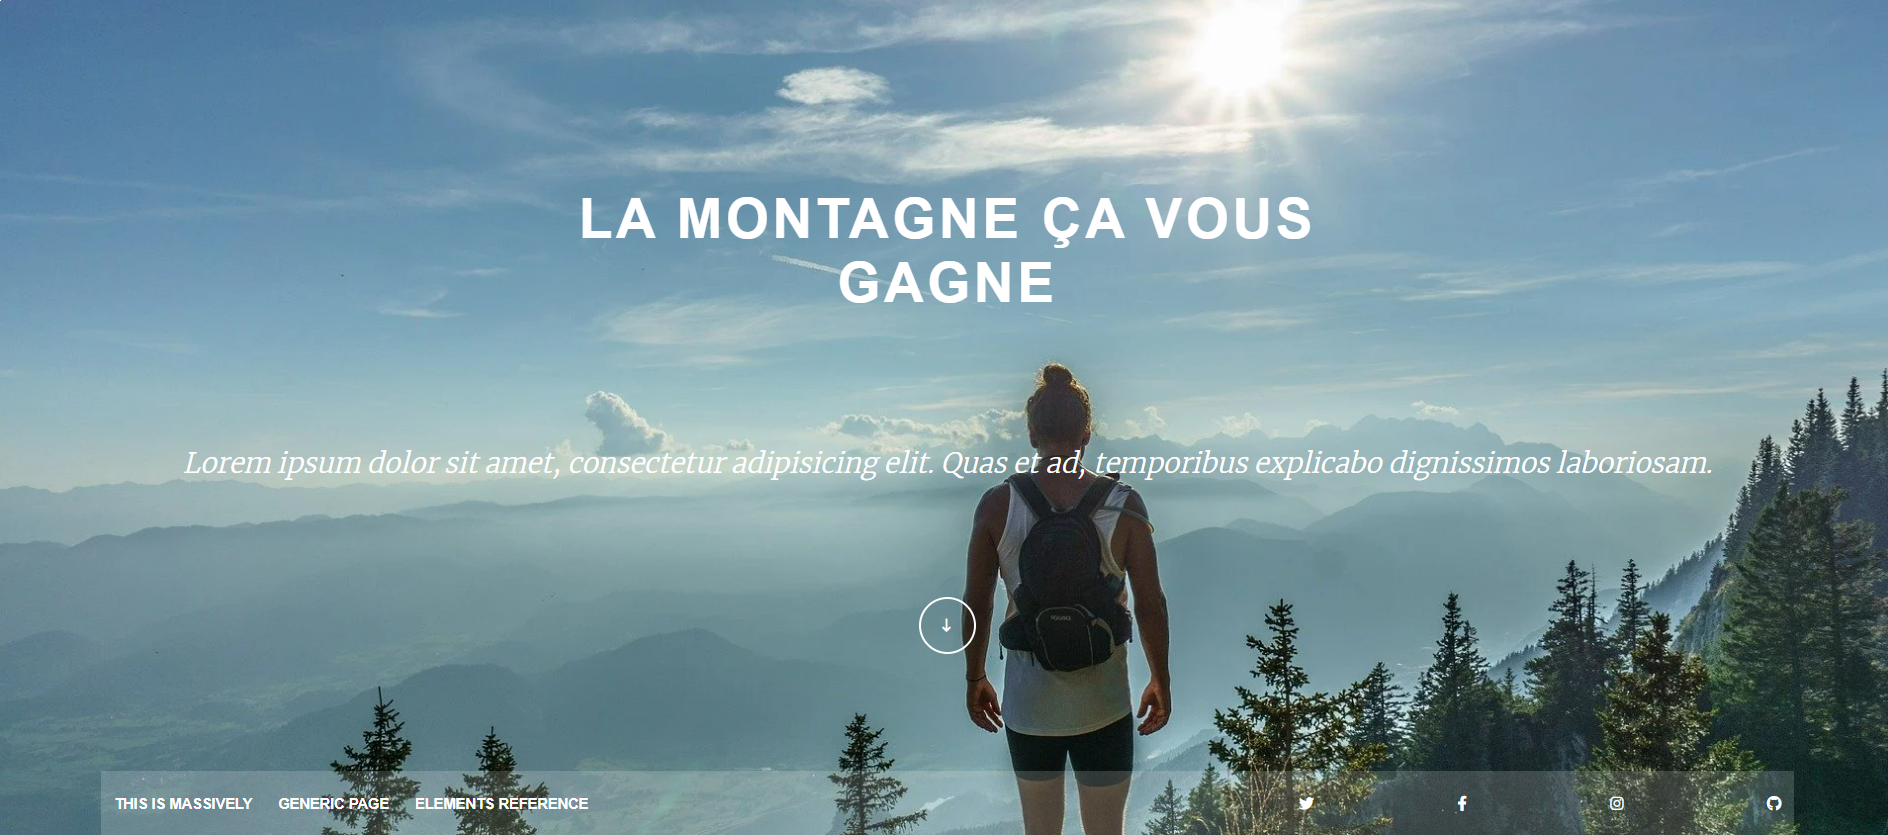 LA MONTAGNE ÇA VOUS
GAGNE
Lorem ipsum dolor sit amet, consectetur adipisicing elit. Quas et ad, temporibus explicabo dignissimos laboriosam.
THIS IS MASSIVELY GENERIC PAGE ELEMENTS REFERENCE